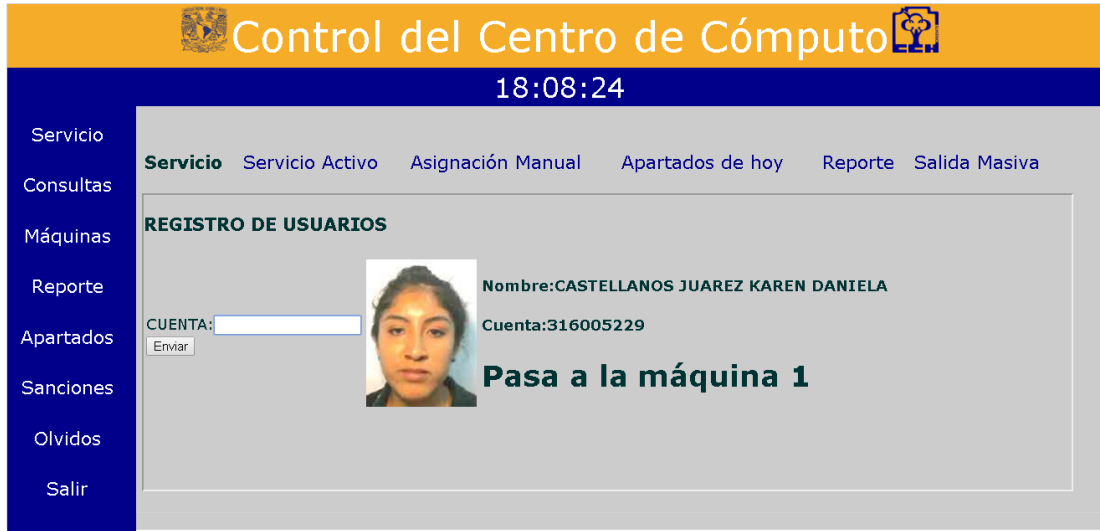 Control del Centro de Cómputo
CCH
18:08:24
Servicio
Consultas
Máquinas
Reporte
Apartados
Sanciones
Olvidos
Salir
Servicio Servicio Activo Asignación Manual Apartados de hoy Reporte Salida Masiva
REGISTRO DE USUARIOS
CUENTA:
Enviar
Nombre:CASTELLANOS JUAREZ KAREN DANIELA
Cuenta:316005229
Pasa a la máquina 1